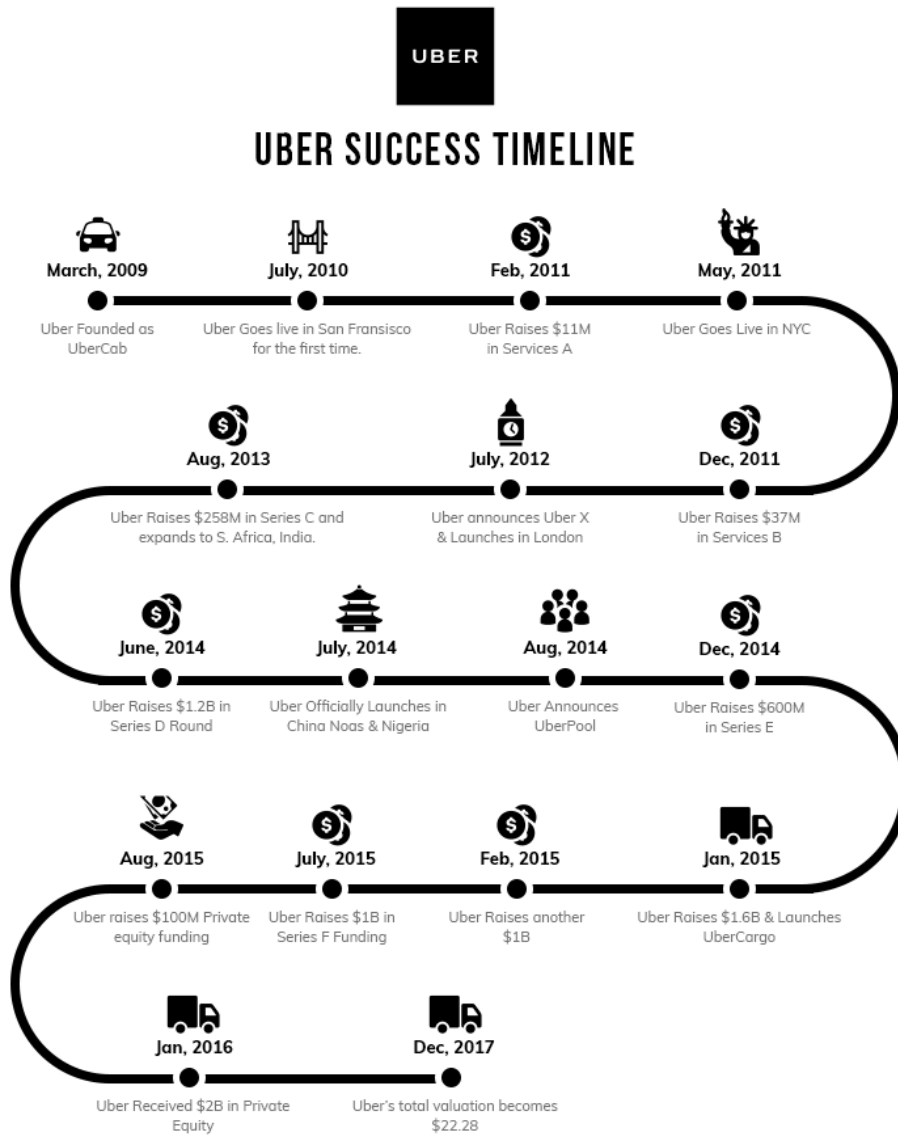 UBER
UBER SUCCESS TIMELINE
March, 2009
Uber Founded as
UberCab
July, 2010
Uber Goes live in San Fransisco
for the first time.
Feb, 2011
Uber Raises $11M
in Services A
May, 2011
Uber Goes Live in NYC
Dec, 2011
Uber Raises $37M
in Services B
July, 2012
Uber announces Uber X
& Launches in London
Aug, 2013
Uber Raises $258M in Series C and
expands to S. Africa, India.
June, 2014
Uber Raises $1.2B in
Series D Round
July, 2014
Uber Officially Launches in
China Noas & Nigeria
Aug, 2014
Uber Announces
UberPool
Dec, 2014
Uber Raises $600M
in Series E
Jan, 2015
Uber Raises $1.6B & Launches
UberCargo
Feb, 2015
Uber Raises another
$1B
July, 2015
Uber Raises $1B in
Series F Funding
Aug, 2015
Uber raises $100M Private
equity funding
Jan, 2016
Uber Received $2B in Private
Equity
Dec, 2017
Uber's total valuation becomes
$22.28